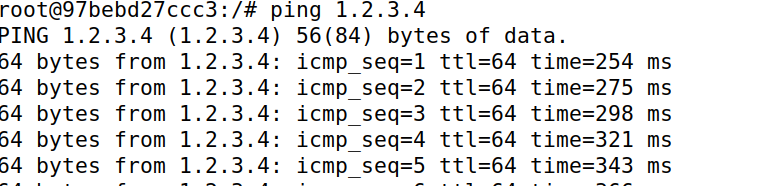 root@97bebd27ccc3:/# ping 1.2.3.4
PING 1.2.3.4 (1.2.3.4) 56(84) bytes of data.
64 bytes from 1.2.3.4: icmp_seq=1 ttl=64 time=254 ms
64 bytes from 1.2.3.4: icmp_seq=2 ttl=64 time=275 ms
64 bytes from 1.2.3.4: icmp_seq=3 ttl=64 time=298 ms
64 bytes from 1.2.3.4: icmp_seq=4 ttl=64 time=321 ms
64 bytes from 1.2.3.4: icmp_seq=5 ttl=64 time=343 ms